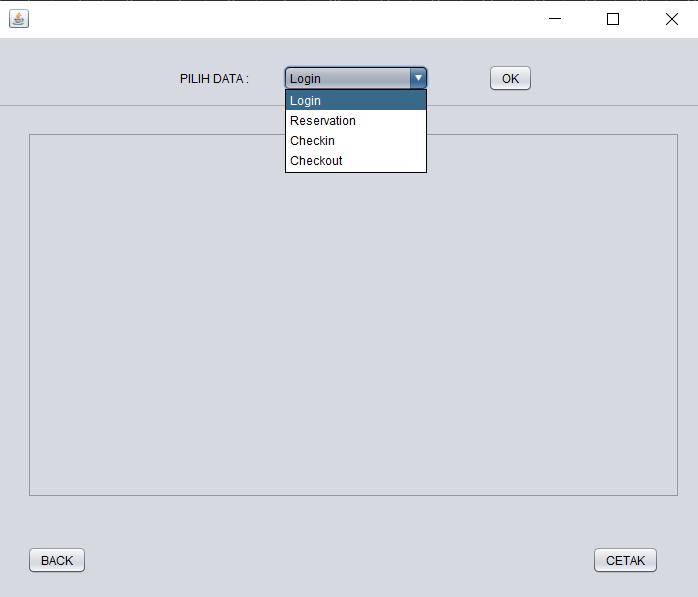 PILIH DATA : Login OK
Login
Reservation
Checkin
Checkout
BACK CETAK